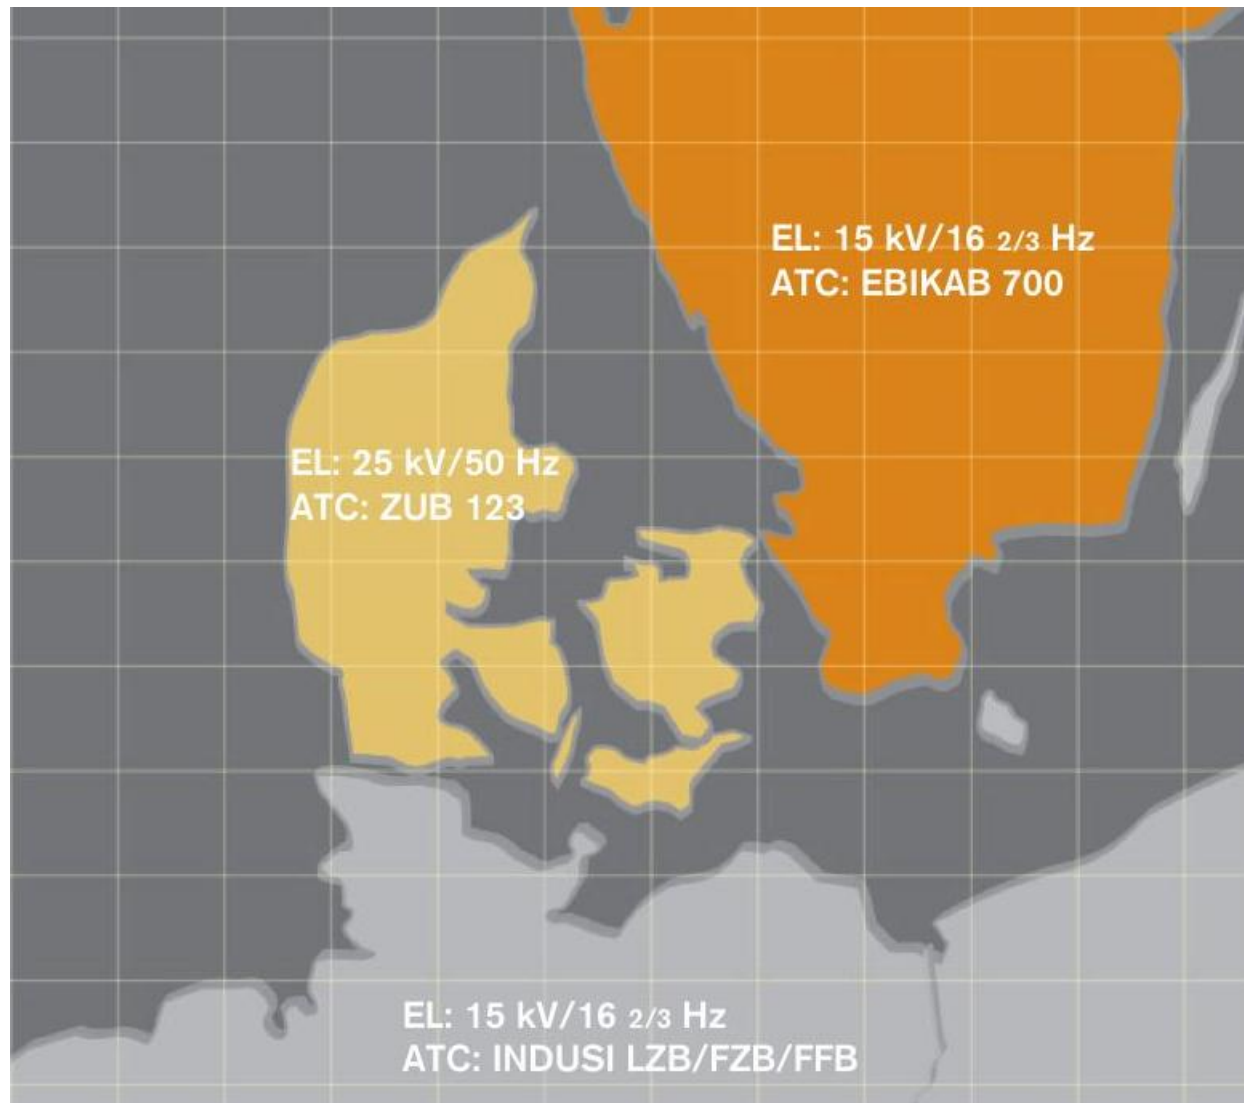 EL: 15 kV/16 2/3 Hz
ATC: EBIKAB 700
EL: 25 kV/50 Hz
ATC: ZUB 123
EL: 15 kV/16 2/3 Hz
ATC: INDUSI LZB/FZB/FFB